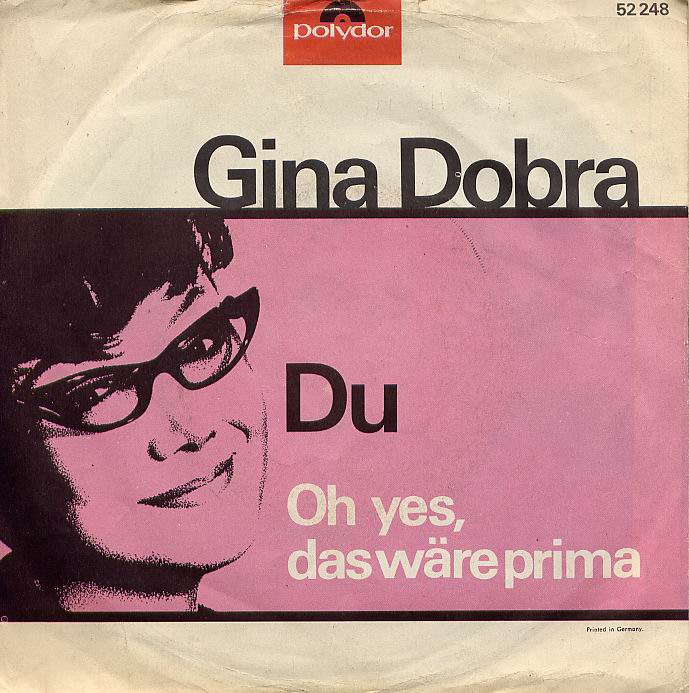 polydor
52 248
Gina Dobra
Du
Oh yes,
das wäre prima
Printed in Germany.